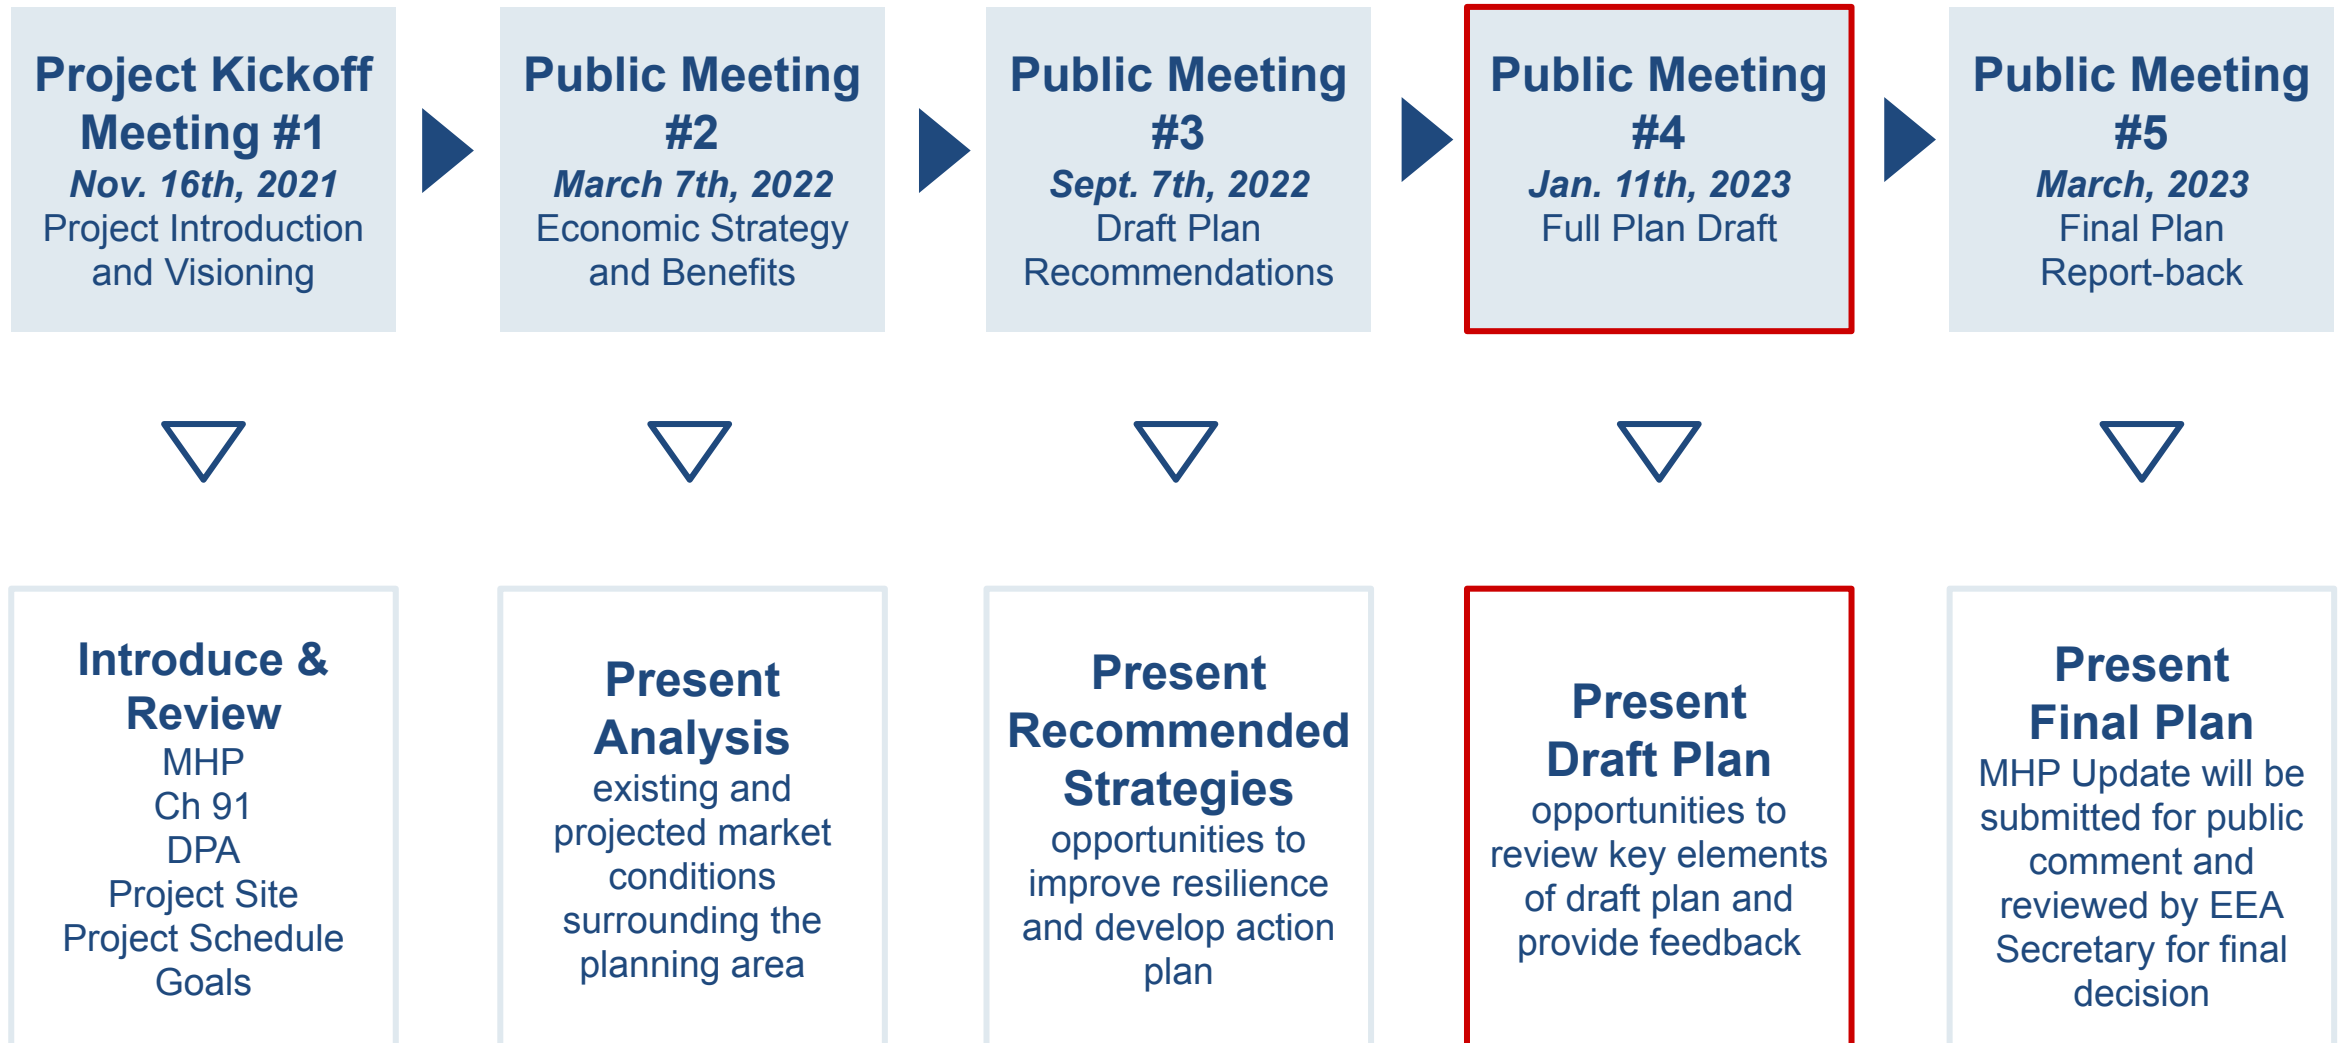 Project Kickoff
Meeting #1
Nov. 16th, 2021
Project Introduction
and Visioning
Public Meeting
#2
March 7th, 2022
Economic Strategy
and Benefits
Public Meeting
#3
Sept. 7th, 2022
Draft Plan
Recommendations
Public Meeting
#4
Jan. 11th, 2023
Full Plan Draft
Public Meeting
#5
March, 2023
Final Plan
Report-back
Introduce &
Review
MHP
Ch 91
DPA
Project Site
Project Schedule
Goals
Present
Analysis
existing and
projected market
conditions
surrounding the
planning area
Present
Recommended
Strategies
opportunities to
improve resilience
and develop action
plan
Present
Draft Plan
opportunities to
review key elements
of draft plan and
provide feedback
Present
Final Plan
MHP Update will be
submitted for public
comment and
reviewed by EEA
Secretary for final
decision